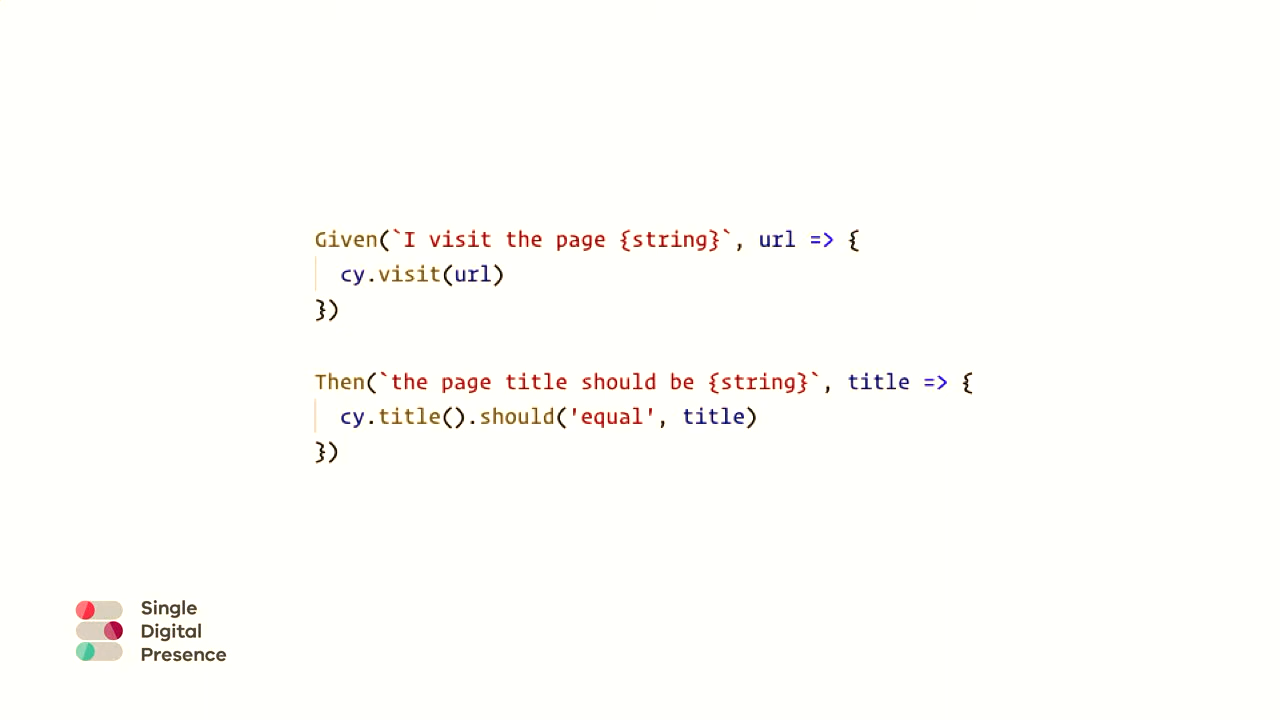 Given(`I visit the page {string}`, url => {
  cy.visit(url)
})
Then(`the page title should be {string}`, title => {
  cy.title().should('equal', title)
})
Single
Digital
Presence